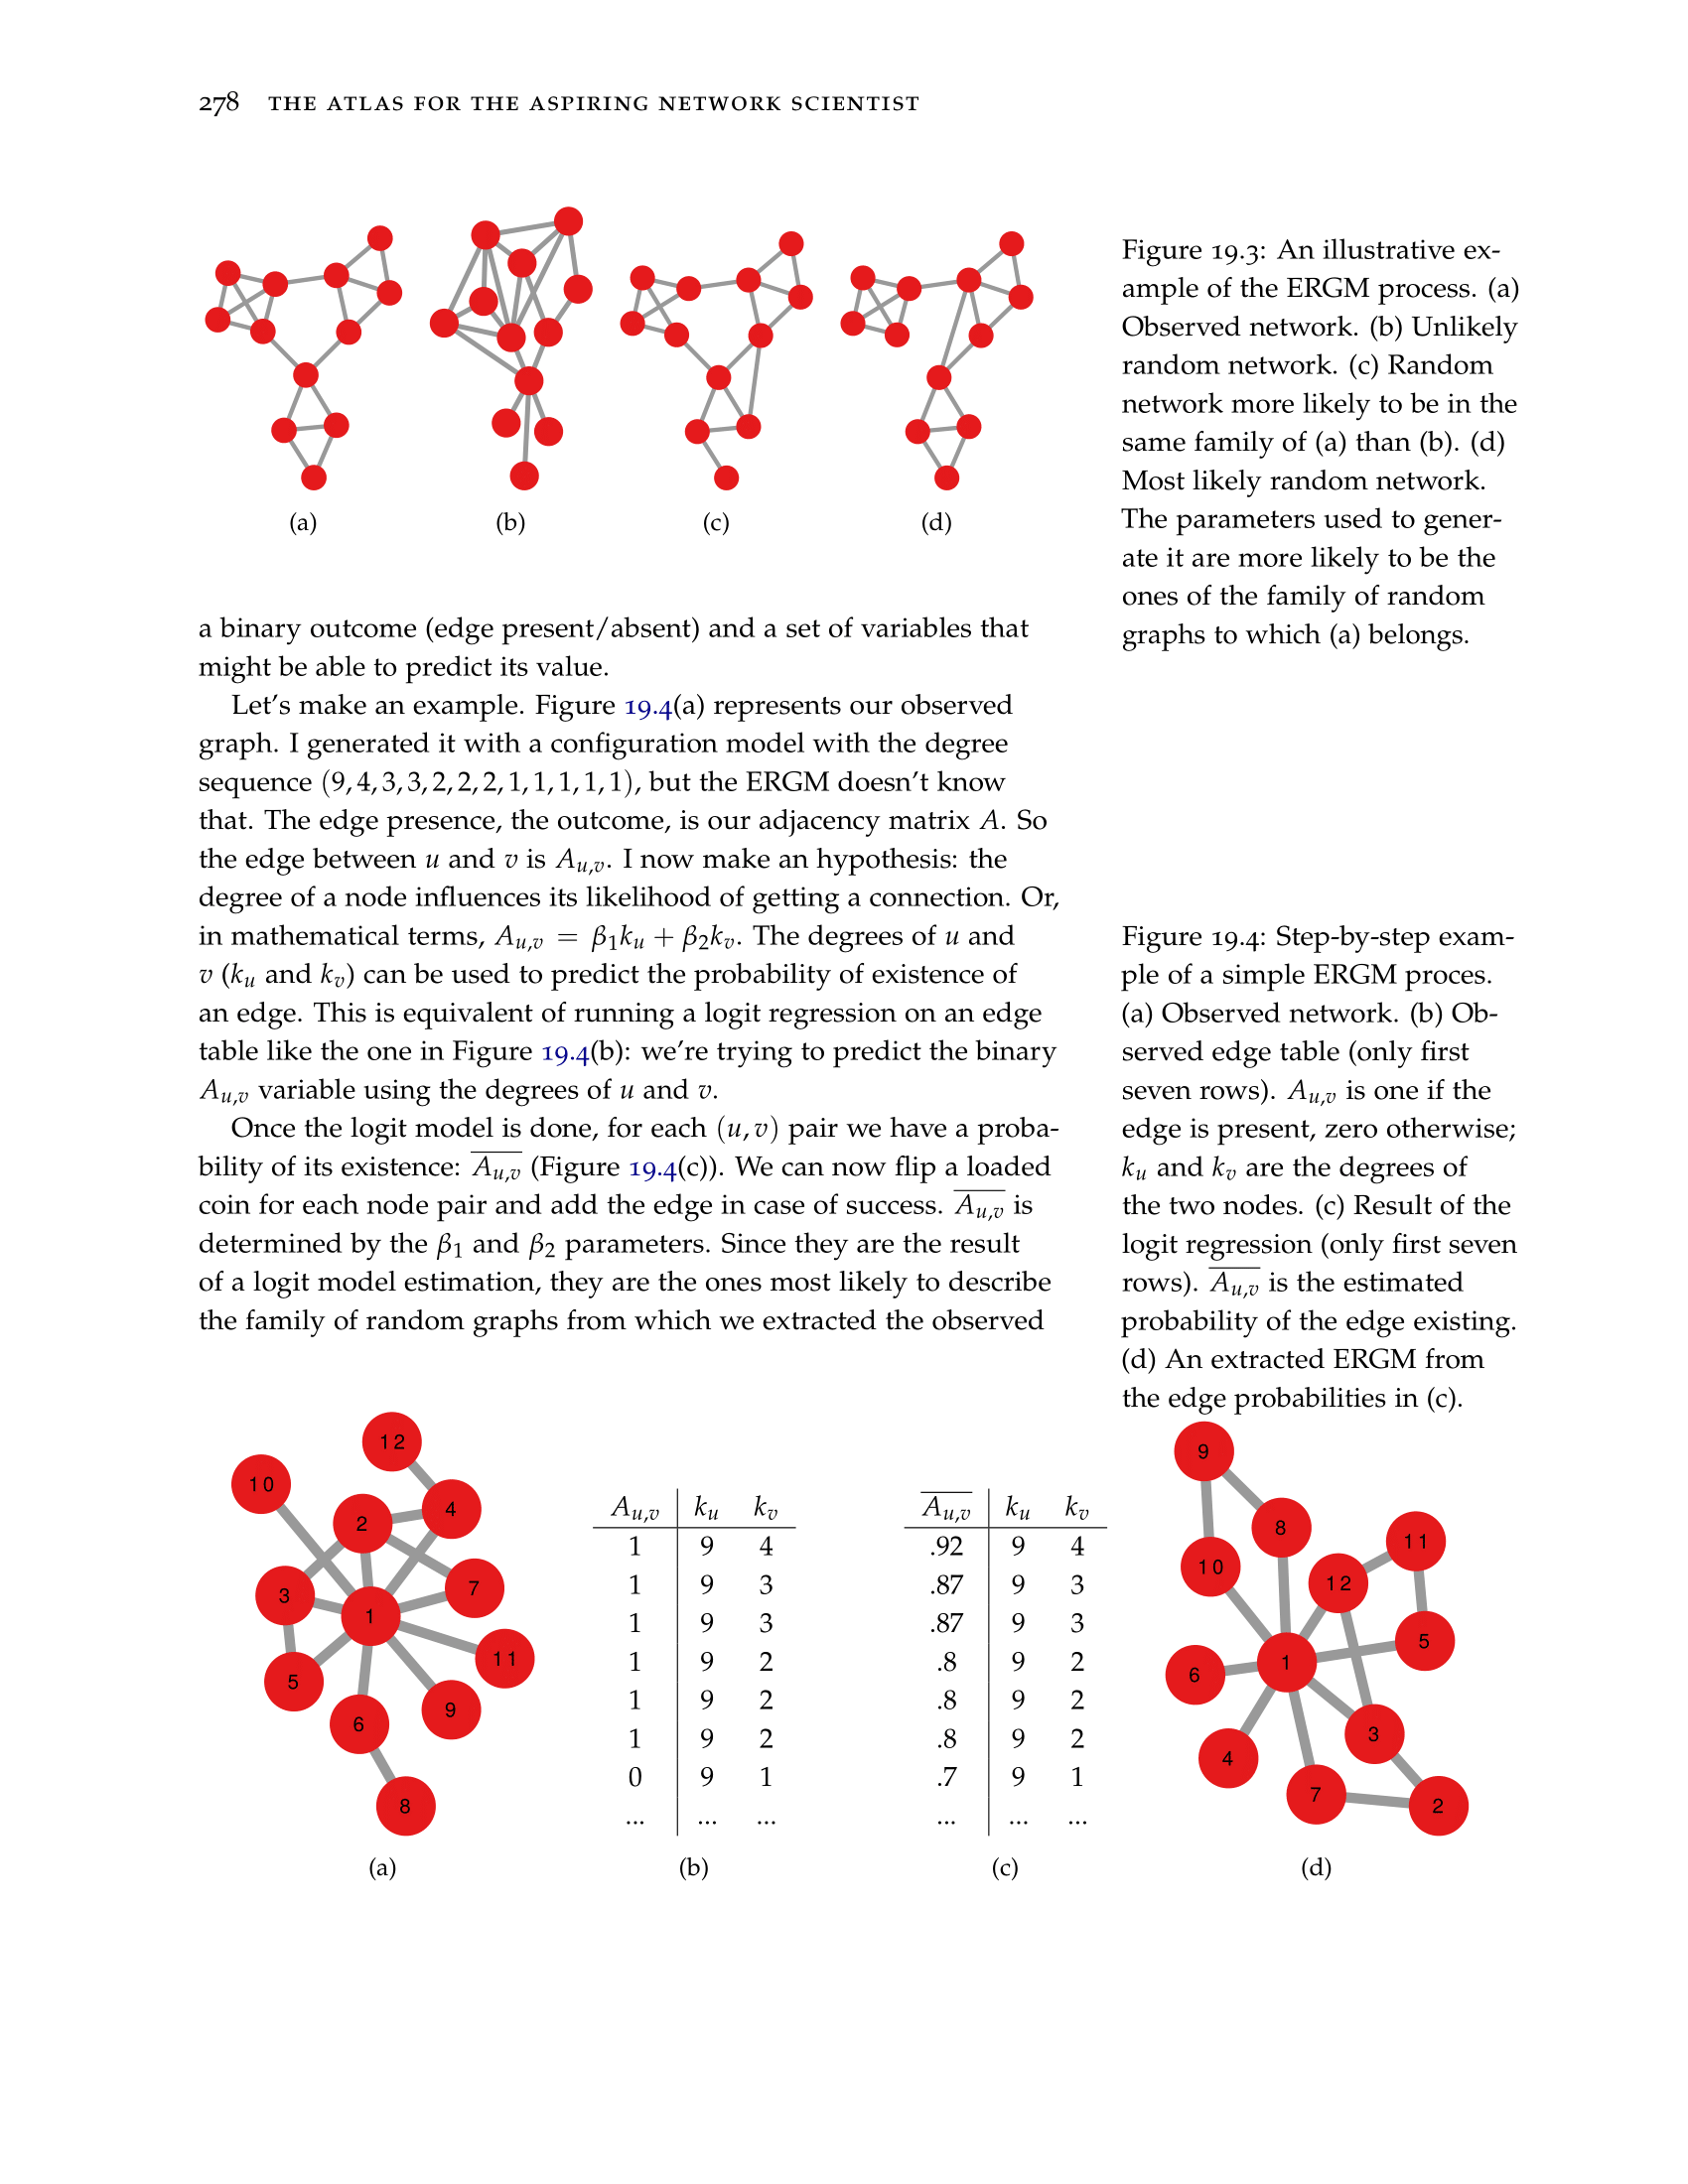 278 THE ATLAS FOR THE ASPIRING NETWORK SCIENTIST
(a)
(b)
(c)
(d)
Figure 19.3: An illustrative ex-
ample of the ERGM process. (a)
Observed network. (b) Unlikely
random network. (c) Random
network more likely to be in the
same family of (a) than (b). (d)
Most likely random network.
The parameters used to gener-
ate it are more likely to be the
ones of the family of random
graphs to which (a) belongs.
a binary outcome (edge present/absent) and a set of variables that
might be able to predict its value.
Let's make an example. Figure 19.4(a) represents our observed
graph. I generated it with a configuration model with the degree
sequence (9, 4, 3, 3, 2, 2, 2, 1, 1, 1, 1, 1), but the ERGM doesn't know
that. The edge presence, the outcome, is our adjacency matrix A. So
the edge between u and v is A_{u,v}. I now make an hypothesis: the
degree of a node influences its likelihood of getting a connection. Or,
in mathematical terms, A_{u,v} = β₁k_u + β₂k_v. The degrees of u and
v (k_u and k_v) can be used to predict the probability of existence of
an edge. This is equivalent of running a logit regression on an edge
table like the one in Figure 19.4(b): we're trying to predict the binary
A_{u,v} variable using the degrees of u and v.
Once the logit model is done, for each (u, v) pair we have a proba-
bility of its existence: \overline{A_{u,v}} (Figure 19.4(c)). We can now flip a loaded
coin for each node pair and add the edge in case of success. \overline{A_{u,v}} is
determined by the β₁ and β₂ parameters. Since they are the result
of a logit model estimation, they are the ones most likely to describe
the family of random graphs from which we extracted the observed
Figure 19.4: Step-by-step exam-
ple of a simple ERGM proces.
(a) Observed network. (b) Ob-
served edge table (only first
seven rows). A_{u,v} is one if the
edge is present, zero otherwise;
k_u and k_v are the degrees of
the two nodes. (c) Result of the
logit regression (only first seven
rows). \overline{A_{u,v}} is the estimated
probability of the edge existing.
(d) An extracted ERGM from
the edge probabilities in (c).
12
10
4
2
7
3
1
11
5
9
6
8
(a)
A_{u,v} k_u k_v
1 9 4
1 9 3
1 9 3
1 9 2
1 9 2
1 9 2
0 9 1
... ... ...
(b)
\overline{A_{u,v}} k_u k_v
.92 9 4
.87 9 3
.87 9 3
.8 9 2
.8 9 2
.8 9 2
.7 9 1
... ... ...
(c)
9
8
11
10
12
5
1
6
3
4
7
2
(d)